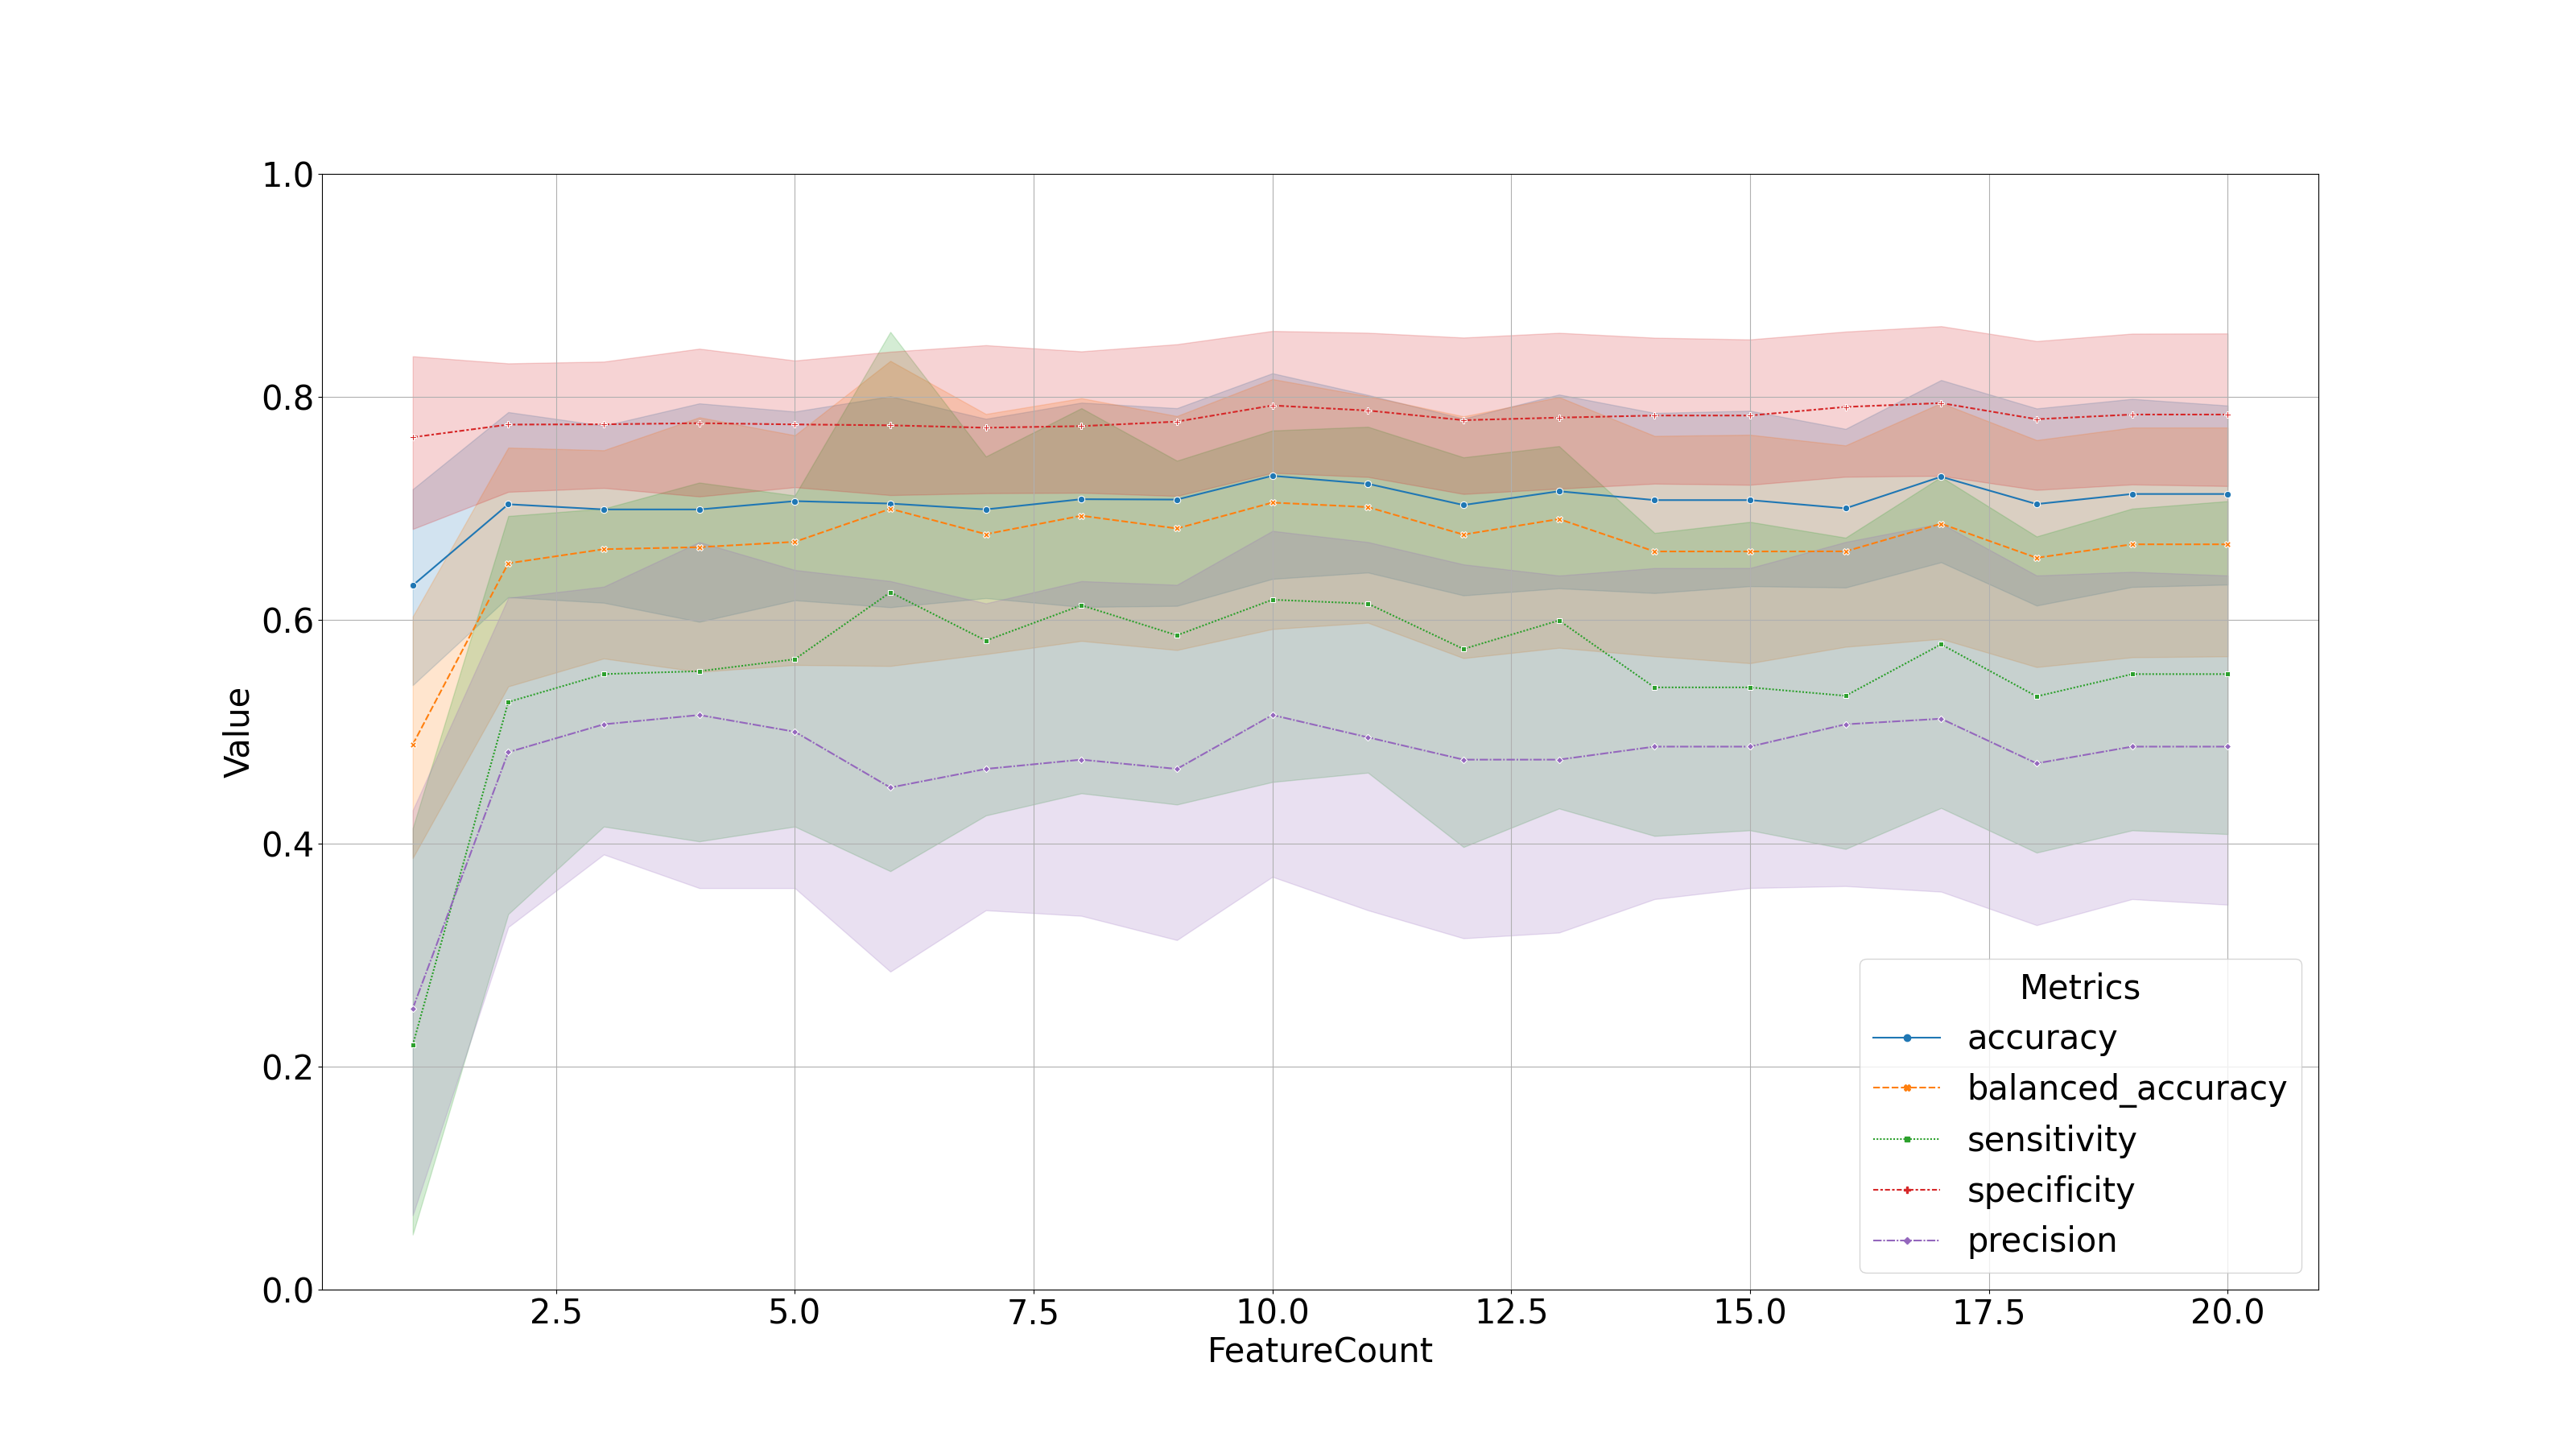 1.0
0.8
0.6
0.4
0.2
0.0
Value
2.5 5.0 7.5 10.0 12.5 15.0 17.5 20.0
FeatureCount
Metrics
accuracy
balanced_accuracy
sensitivity
specificity
precision